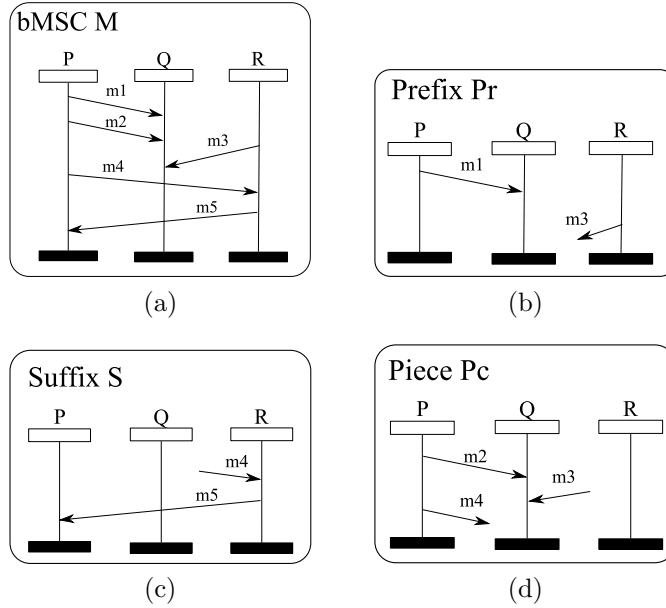 bMSC M
P Q R
m1
m2
m3
m4
m5
(a)
Prefix Pr
P Q R
m1
m3
(b)
Suffix S
P Q R
m4
m5
(c)
Piece Pc
P Q R
m2
m3
m4
(d)